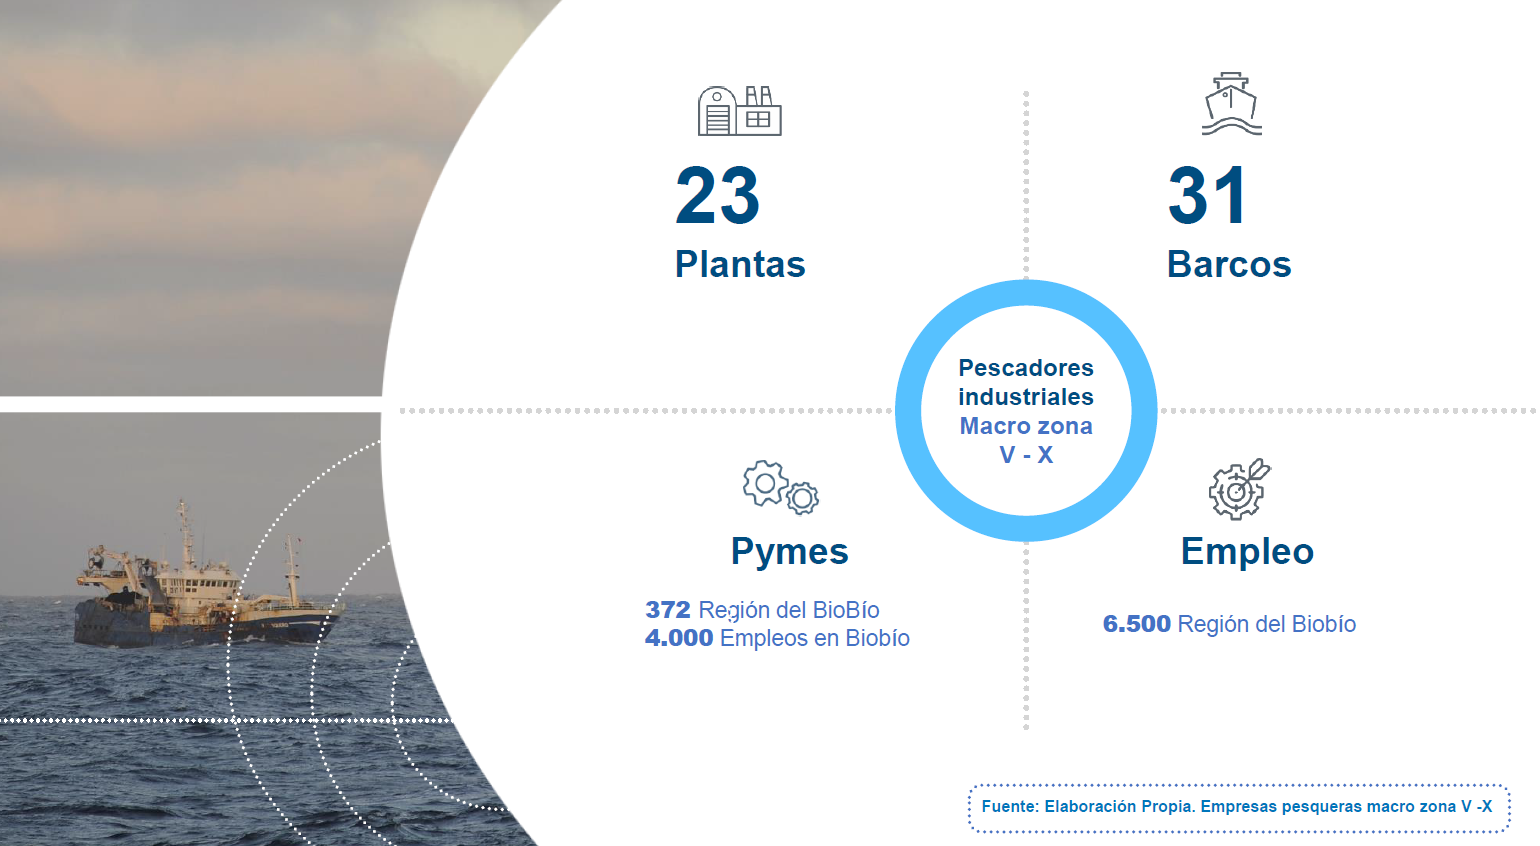 23
Plantas
31
Barcos
Pescadores
industriales
Macro zona
V - X
Pymes
372 Región del BioBío
4.000 Empleos en Biobío
Empleo
6.500 Región del Biobío
Fuente: Elaboración Propia. Empresas pesqueras macro zona V -X